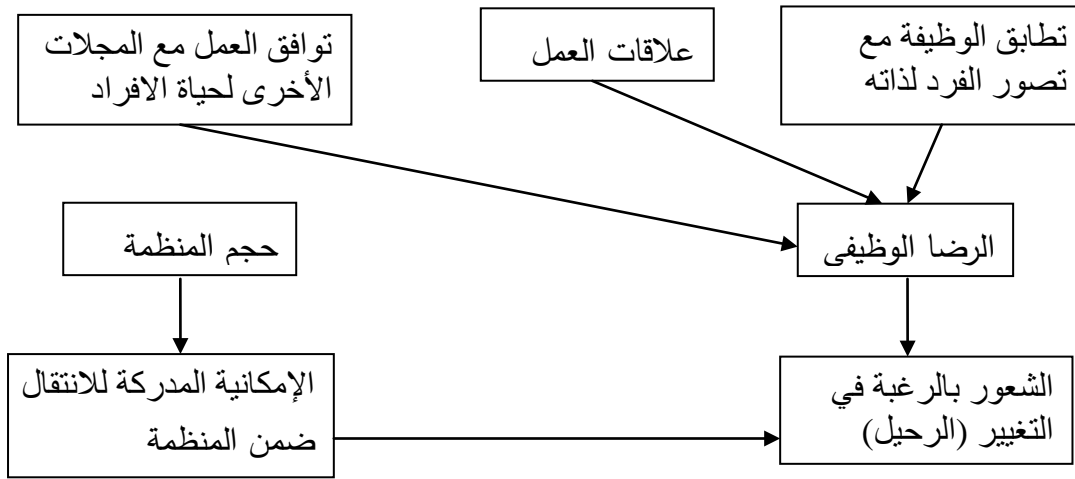 تطابق الوظيفة مع
تصور الفرد لذاته
علاقات العمل
توافق العمل مع المجلات
الأخرى لحياة الافراد
الرضا الوظيفي
حجم المنظمة
الشعور بالرغبة في
التغيير (الرحيل)
الإمكانية المدركة للانتقال
ضمن المنظمة